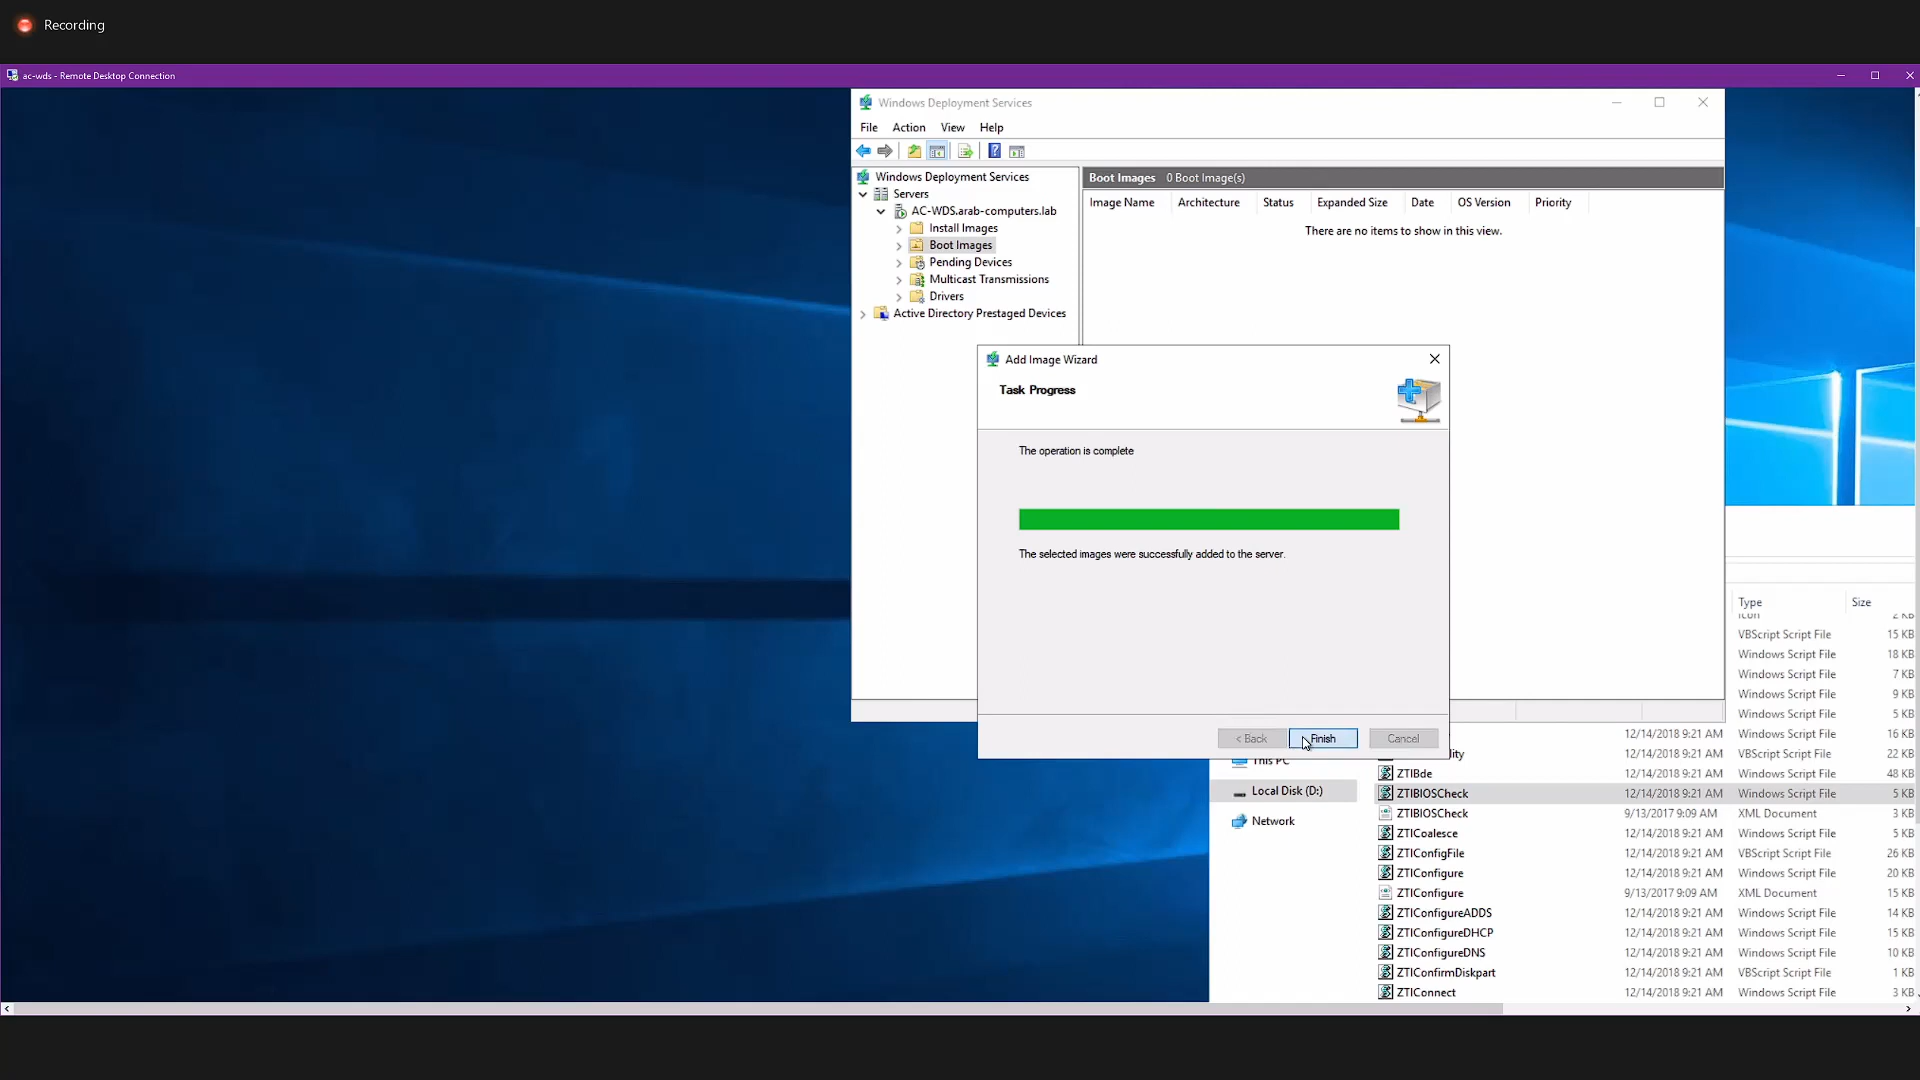 Recording
ac-wds - Remote Desktop Connection
Windows Deployment Services
File Action View Help
Windows Deployment Services
Servers
AC-WDS.arab-computers.lab
Install Images
Boot Images
Pending Devices
Multicast Transmissions
Drivers
Active Directory Prestaged Devices
Boot Images 0 Boot Image(s)
Image Name Architecture Status Expanded Size Date OS Version Priority
There are no items to show in this view.
Add Image Wizard
Task Progress
The operation is complete
The selected images were successfully added to the server.
< Back Finish Cancel
This PC
Local Disk (D:)
Network
Type Size
Icon 2 KB
VBScript Script File 15 KB
Windows Script File 18 KB
Windows Script File 7 KB
Windows Script File 9 KB
Windows Script File 5 KB
12/14/2018 9:21 AM Windows Script File 16 KB
12/14/2018 9:21 AM VBScript Script File 22 KB
ZTIBde 12/14/2018 9:21 AM Windows Script File 48 KB
ZTIBIOSCheck 12/14/2018 9:21 AM Windows Script File 5 KB
ZTIBIOSCheck 9/13/2017 9:09 AM XML Document 3 KB
ZTICoalesce 12/14/2018 9:21 AM Windows Script File 5 KB
ZTIConfigFile 12/14/2018 9:21 AM VBScript Script File 26 KB
ZTIConfigure 12/14/2018 9:21 AM Windows Script File 20 KB
ZTIConfigure 9/13/2017 9:09 AM XML Document 15 KB
ZTIConfigureADDS 12/14/2018 9:21 AM Windows Script File 14 KB
ZTIConfigureDHCP 12/14/2018 9:21 AM Windows Script File 15 KB
ZTIConfigureDNS 12/14/2018 9:21 AM Windows Script File 10 KB
ZTIConfirmDiskpart 12/14/2018 9:21 AM VBScript Script File 1 KB
ZTIConnect 12/14/2018 9:21 AM Windows Script File 3 KB